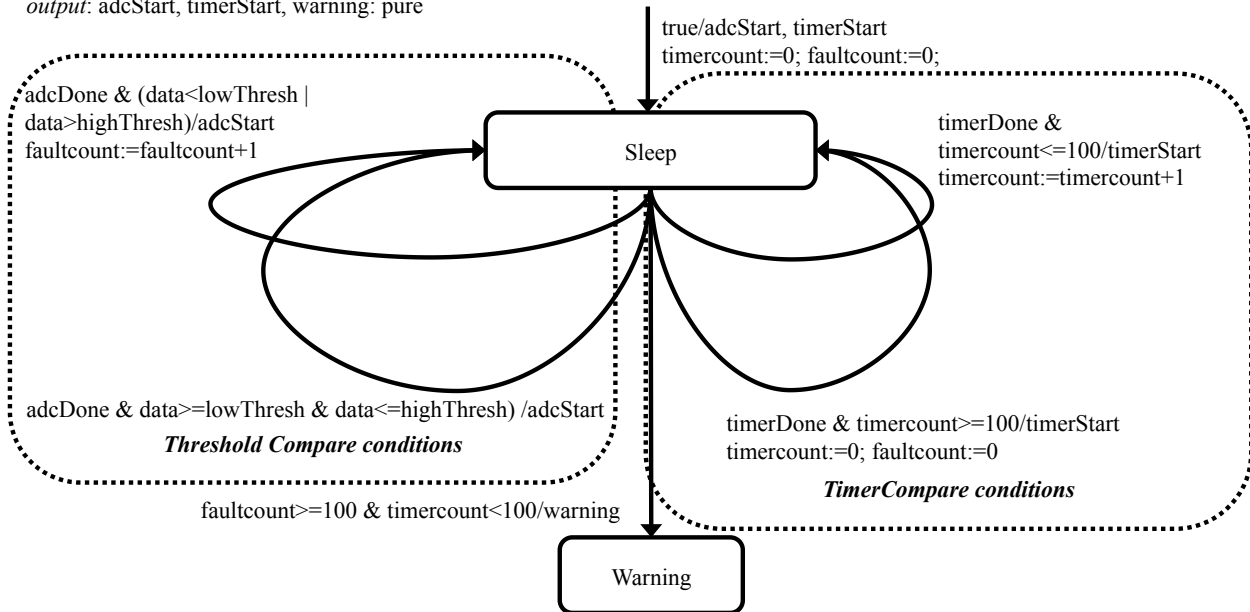 output: adcStart, timerStart, warning: pure
true/adcStart, timerStart
timercount:=0; faultcount:=0;
adcDone & (data<lowThresh |
data>highThresh)/adcStart
faultcount:=faultcount+1
Sleep
timerDone &
timercount<=100/timerStart
timercount:=timercount+1
adcDone & data>=lowThresh & data<=highThresh) /adcStart
Threshold Compare conditions
timerDone & timercount>=100/timerStart
timercount:=0; faultcount:=0
TimerCompare conditions
faultcount>=100 & timercount<100/warning
Warning